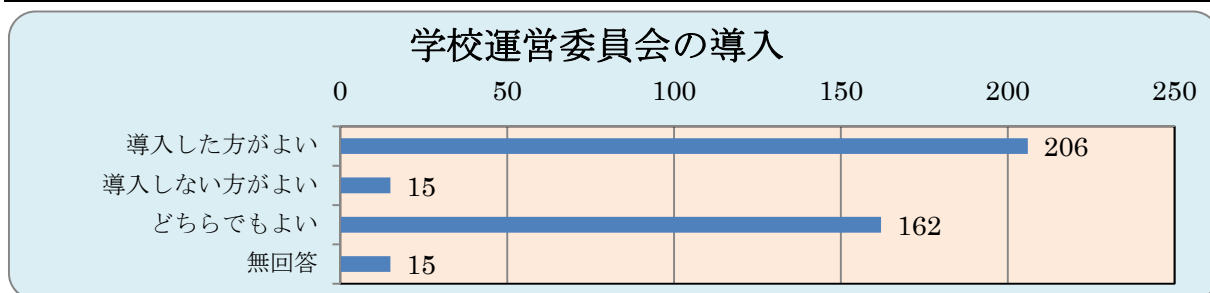 学校運営委員会の導入
0 50 100 150 200 250
導入した方がよい 206
導入しない方がよい 15
どちらでもよい 162
無回答 15